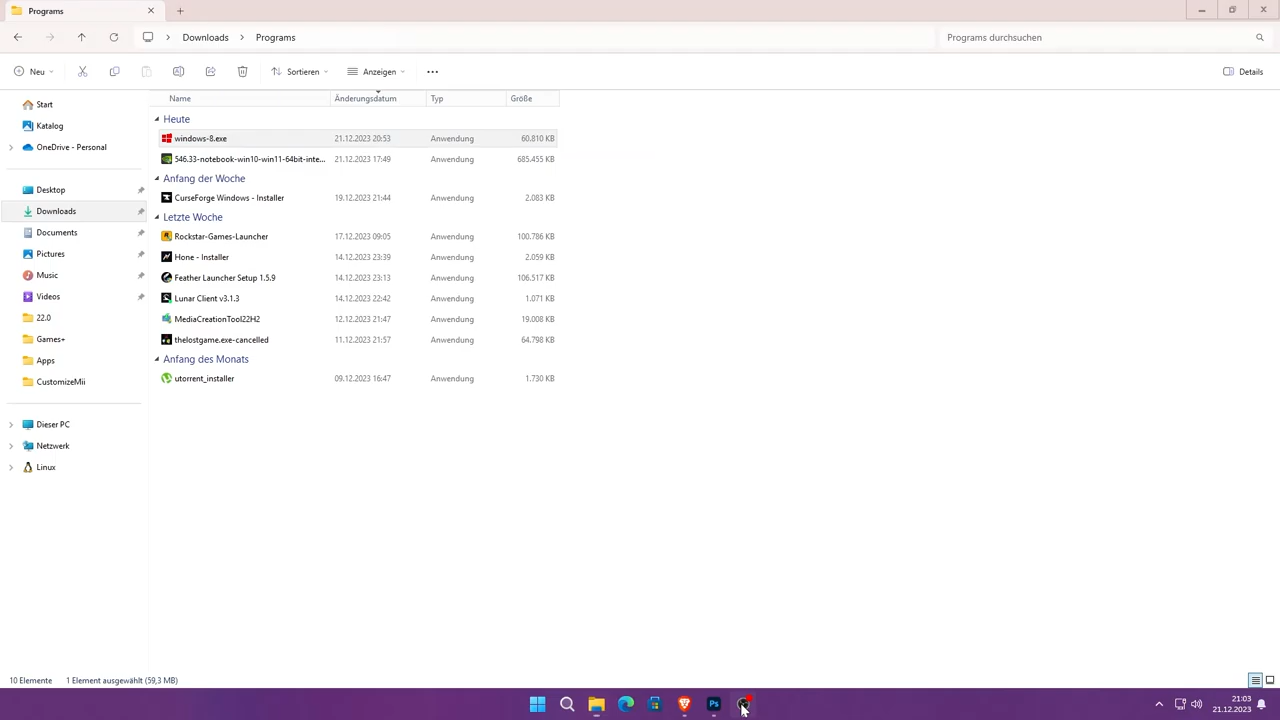 Programs
Downloads > Programs
Programs durchsuchen
Neu
Sortieren
Anzeigen
Details
Start
Katalog
OneDrive - Personal
Desktop
Downloads
Documents
Pictures
Music
Videos
22.0
Games+
Apps
CustomizeMii
Dieser PC
Netzwerk
Linux
Name Änderungsdatum Typ Größe
Heute
windows-8.exe 21.12.2023 20:53 Anwendung 60.810 KB
546.33-notebook-win10-win11-64bit-inte... 21.12.2023 17:49 Anwendung 685.455 KB
Anfang der Woche
CurseForge Windows - Installer 19.12.2023 21:44 Anwendung 2.083 KB
Letzte Woche
Rockstar-Games-Launcher 17.12.2023 09:05 Anwendung 100.786 KB
Hone - Installer 14.12.2023 23:39 Anwendung 2.059 KB
Feather Launcher Setup 1.5.9 14.12.2023 23:13 Anwendung 106.517 KB
Lunar Client v3.1.3 14.12.2023 22:42 Anwendung 1.071 KB
MediaCreationTool22H2 12.12.2023 21:47 Anwendung 19.008 KB
thelostgame.exe-cancelled 11.12.2023 21:57 Anwendung 64.798 KB
Anfang des Monats
utorrent_installer 09.12.2023 16:47 Anwendung 1.730 KB
10 Elemente 1 Element ausgewählt (59,3 MB)
Ps
21:03
21.12.2023